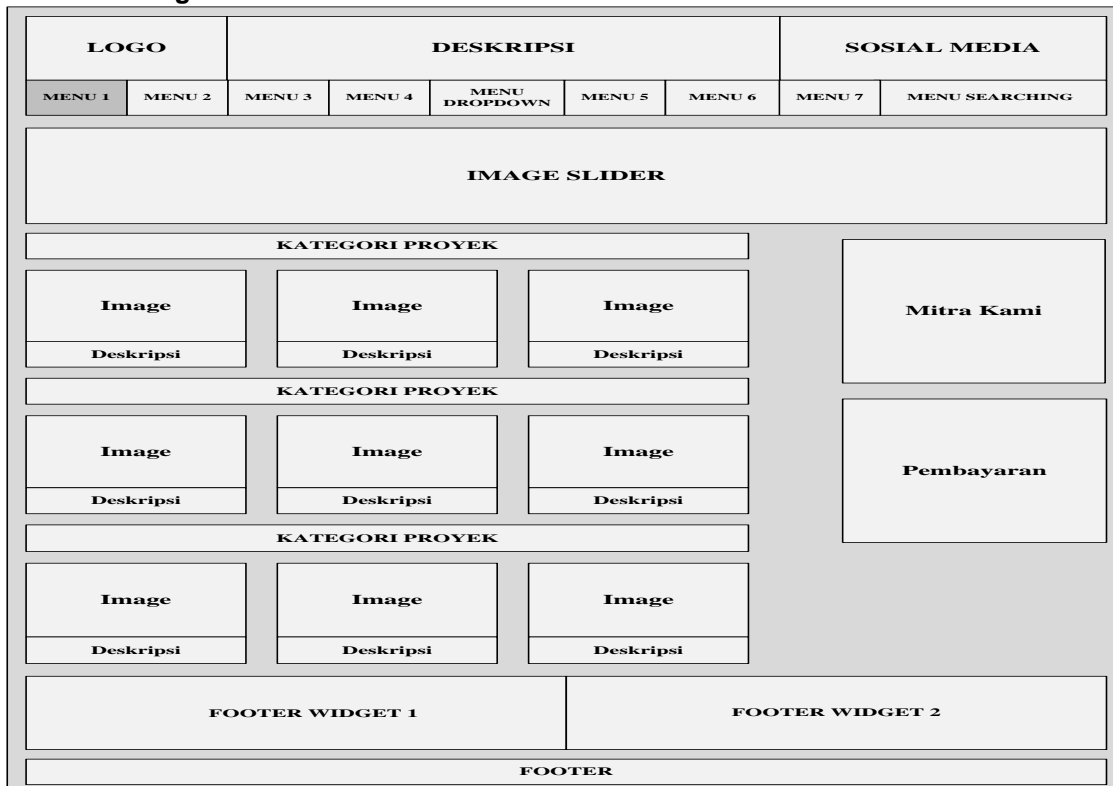 LOGO
DESKRIPSI
SOSIAL MEDIA
MENU 1
MENU 2
MENU 3
MENU 4
MENU
DROPDOWN
MENU 5
MENU 6
MENU 7
MENU SEARCHING
IMAGE SLIDER
KATEGORI PROYEK
Image
Image
Image
Deskripsi
Deskripsi
Deskripsi
KATEGORI PROYEK
Image
Image
Image
Deskripsi
Deskripsi
Deskripsi
KATEGORI PROYEK
Image
Image
Image
Deskripsi
Deskripsi
Deskripsi
Mitra Kami
Pembayaran
FOOTER WIDGET 1
FOOTER WIDGET 2
FOOTER